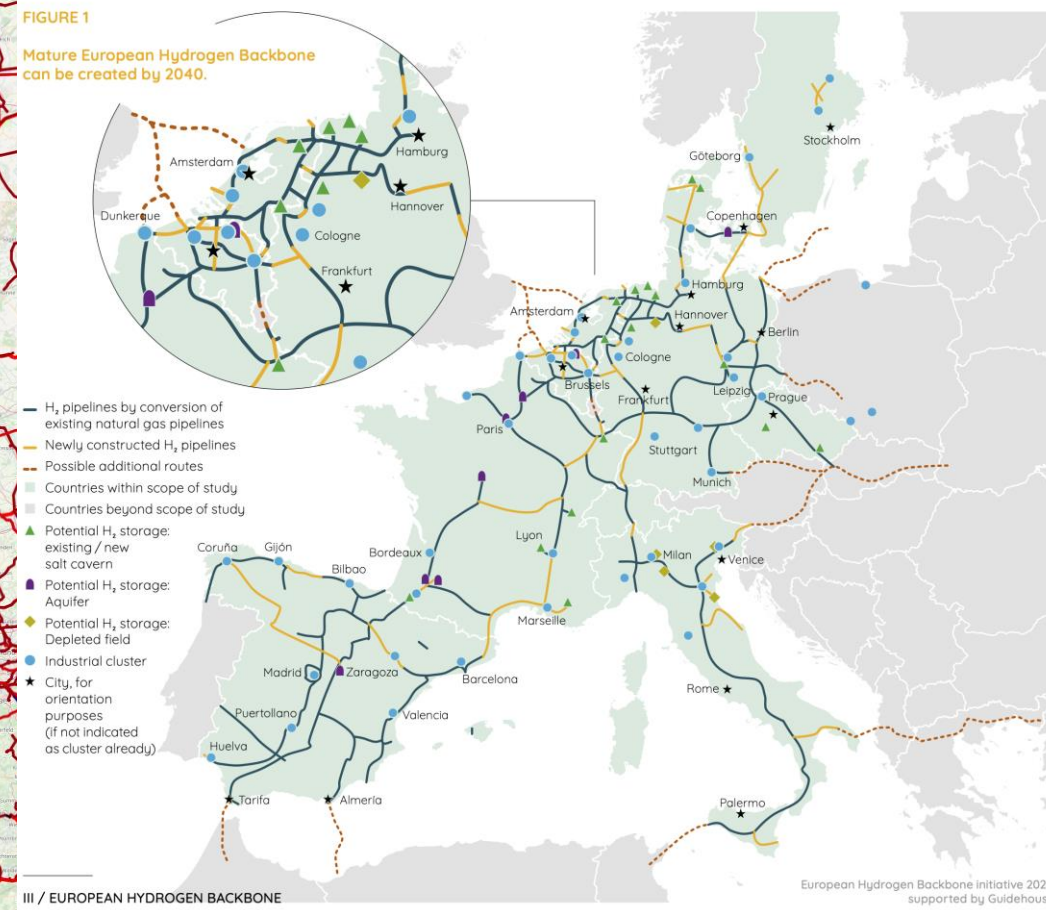 FIGURE 1
Mature European Hydrogen Backbone
can be created by 2040.
Amsterdam
Hamburg
Hannover
Dunkerque
Cologne
Frankfurt
Stockholm
Göteborg
Copenhagen
Hamburg
Amsterdam
Hannover
Berlin
Cologne
Brussels
Leipzig
Frankfurt
Prague
Paris
Stuttgart
Munich
H₂ pipelines by conversion of
existing natural gas pipelines
Newly constructed H₂ pipelines
Possible additional routes
Countries within scope of study
Countries beyond scope of study
Potential H₂ storage:
existing / new
salt cavern
Potential H₂ storage:
Aquifer
Potential H₂ storage:
Depleted field
Industrial cluster
City, for
orientation
purposes
(if not indicated
as cluster already)
Lyon
Coruña
Gijón
Bordeaux
Milan
Venice
Bilbao
Marseille
Madrid
Zaragoza
Barcelona
Rome
Puertollano
Valencia
Huelva
Tarifa
Almería
Palermo
III / EUROPEAN HYDROGEN BACKBONE
European Hydrogen Backbone initiative 202
supported by Guidehous